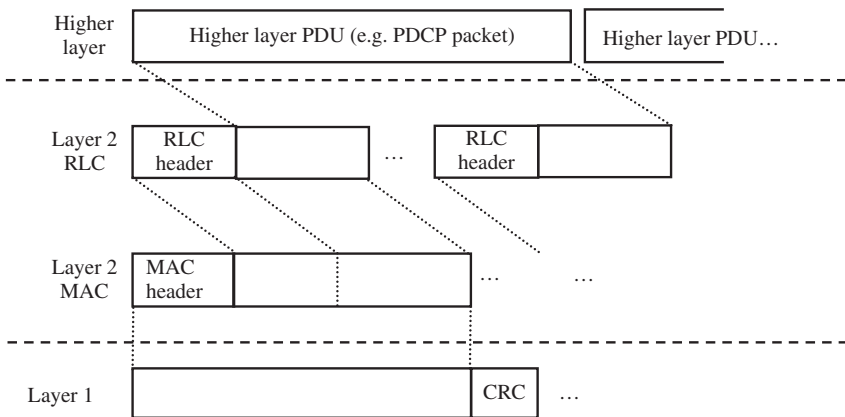 Higher
layer
Higher layer PDU (e.g. PDCP packet)
Higher layer PDU…
Layer 2
RLC
RLC
header
…
RLC
header
Layer 2
MAC
MAC
header
…
…
Layer 1
CRC
…